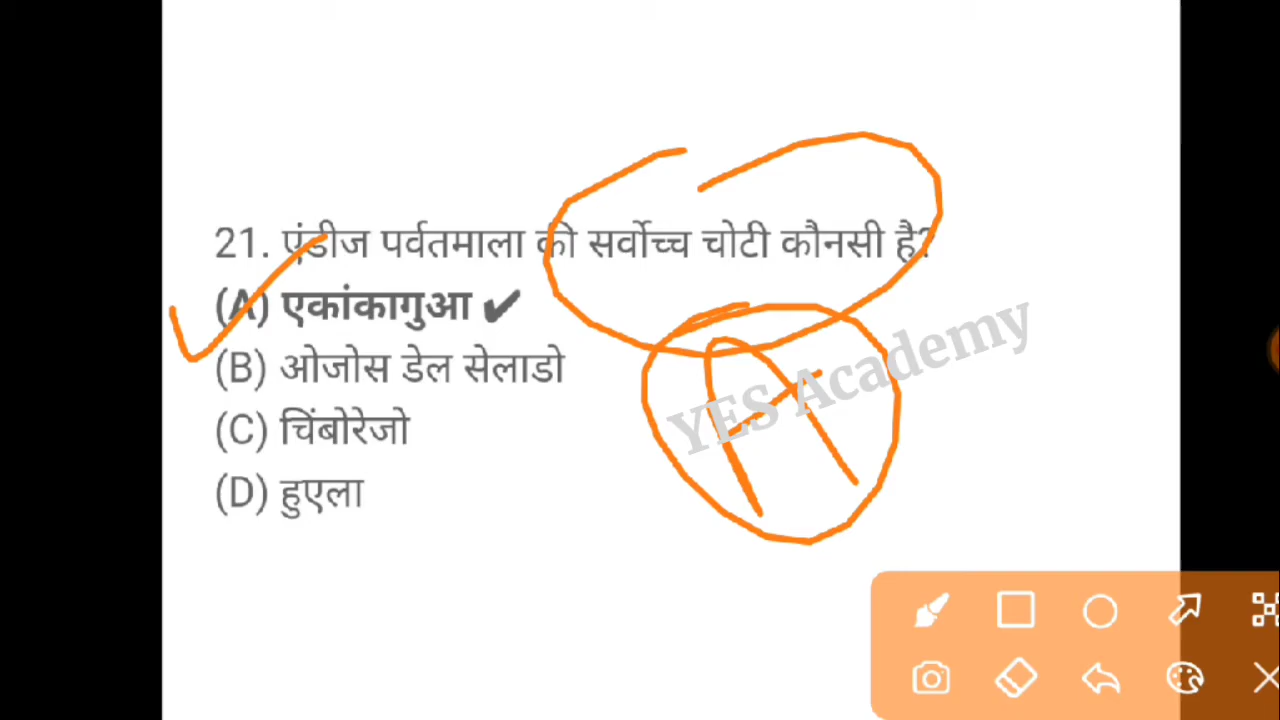 21. एंडीज पर्वतमाला की सर्वोच्च चोटी कौनसी है?
(A) एकांकागुआ ✔
(B) ओजोस डेल सेलाडो
(C) चिंबोरेजो
(D) हुएला
A
YES Academy